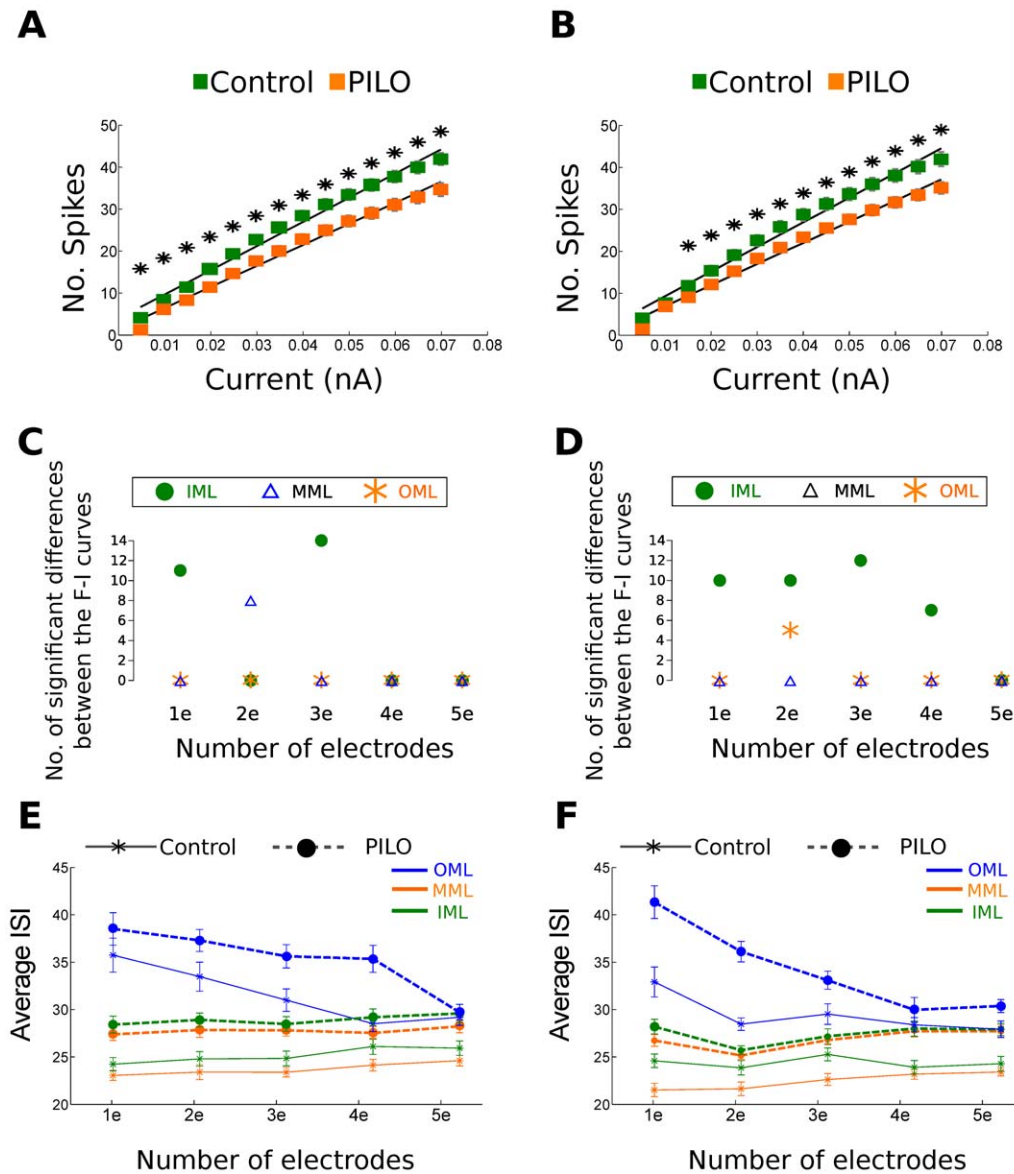 A
B
Control PILO
Control PILO
No. Spikes
50
40
30
20
10
0
0 0.01 0.02 0.03 0.04 0.05 0.06 0.07 0.08
Current (nA)
No. Spikes
50
40
30
20
10
0
0 0.01 0.02 0.03 0.04 0.05 0.06 0.07 0.08
Current (nA)
C
D
No. of significant differences
between the F-I curves
IML MML OML
14
12
10
8
6
4
2
0
1e 2e 3e 4e 5e
Number of electrodes
No. of significant differences
between the F-I curves
IML MML OML
14
12
10
8
6
4
2
0
1e 2e 3e 4e 5e
Number of electrodes
E
F
Control PILO
OML
MML
IML
Average ISI
45
40
35
30
25
20
1e 2e 3e 4e 5e
Number of electrodes
Control PILO
OML
MML
IML
Average ISI
45
40
35
30
25
20
1e 2e 3e 4e 5e
Number of electrodes